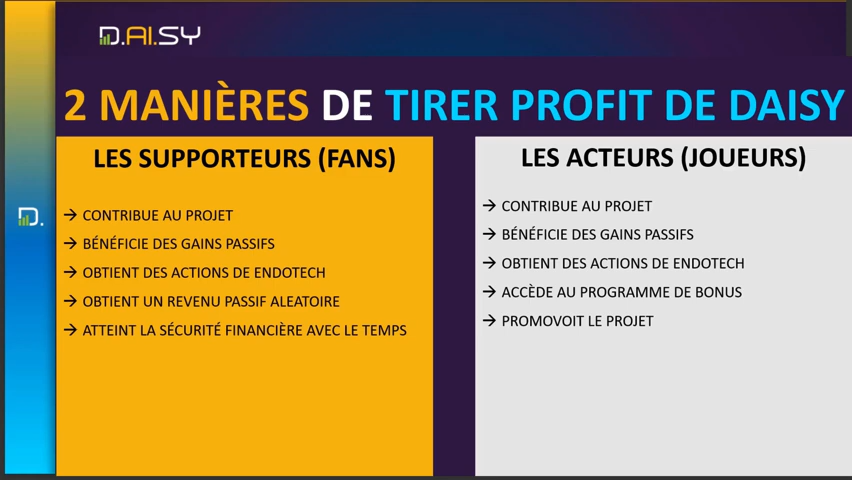 D.AI.SY
2 MANIÈRES DE TIRER PROFIT DE DAISY
LES SUPPORTEURS (FANS)
→ CONTRIBUE AU PROJET
→ BÉNÉFICIE DES GAINS PASSIFS
→ OBTIENT DES ACTIONS DE ENDOTECH
→ OBTIENT UN REVENU PASSIF ALEATOIRE
→ ATTEINT LA SÉCURITÉ FINANCIÈRE AVEC LE TEMPS
LES ACTEURS (JOUEURS)
→ CONTRIBUE AU PROJET
→ BÉNÉFICIE DES GAINS PASSIFS
→ OBTIENT DES ACTIONS DE ENDOTECH
→ ACCÈDE AU PROGRAMME DE BONUS
→ PROMOVOIT LE PROJET
D.